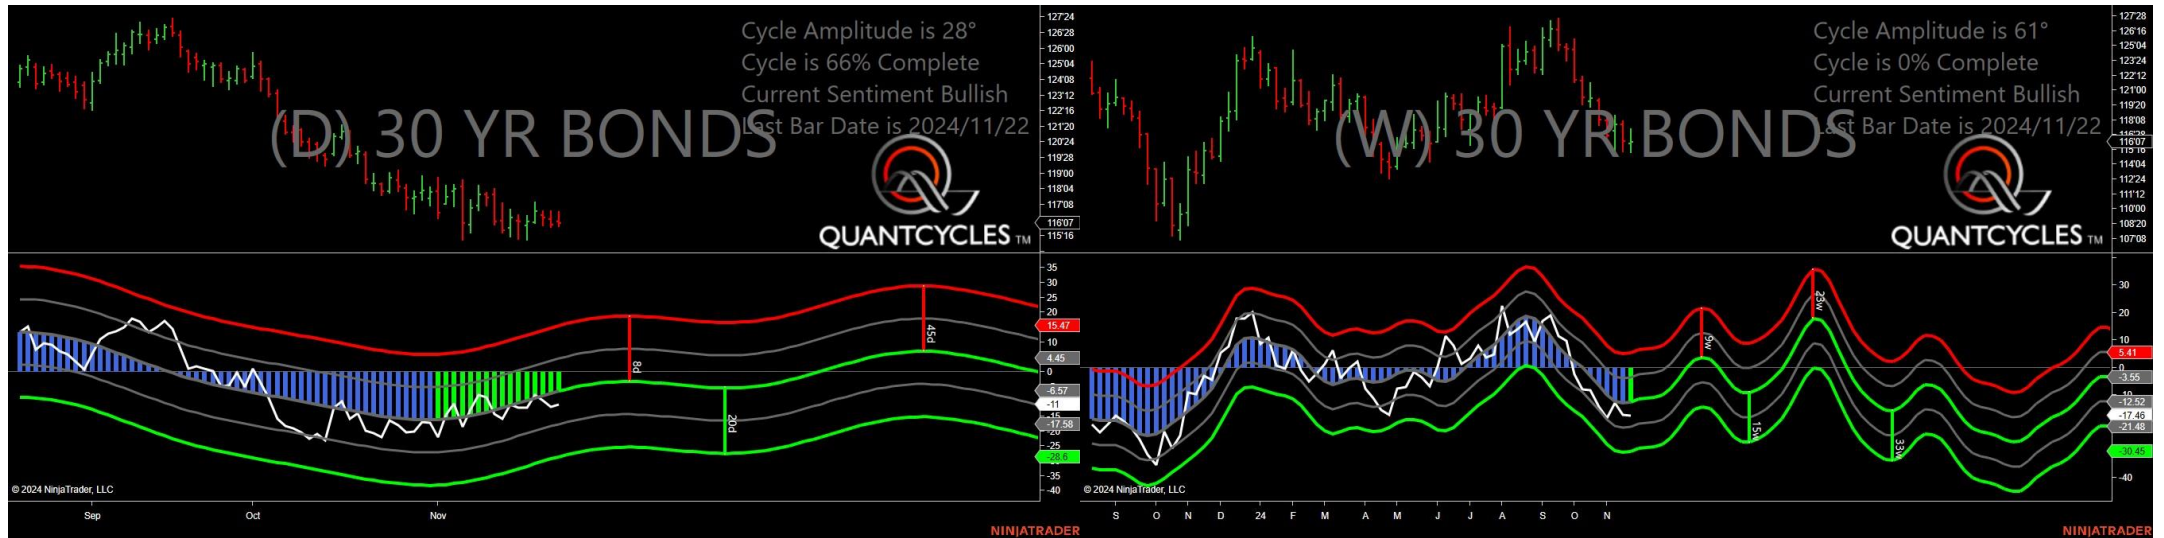 Cycle Amplitude is 28°
Cycle is 66% Complete
Current Sentiment Bullish
Last Bar Date is 2024/11/22
(D) 30 YR BONDS
QUANTCYCLES TM
127'24
126'28
126'00
125'04
124'08
123'12
122'16
121'20
120'24
119'28
119'00
118'04
117'08
116'07
115'16
35
30
25
20
15.47
10
4.45
0
-6.57
-11
-17.58
-25
-28.6
-35
-40
8d
20d
45d
© 2024 NinjaTrader, LLC
Sep
Oct
Nov
NINJATRADER
Cycle Amplitude is 61°
Cycle is 0% Complete
Current Sentiment Bullish
Last Bar Date is 2024/11/22
(W) 30 YR BONDS
QUANTCYCLES TM
127'28
126'16
125'04
123'24
122'12
121'00
119'20
118'08
116'07
114'04
112'24
111'12
110'00
108'20
107'08
30
20
10
5.41
0
-3.55
-12.52
-17.46
-21.48
-30.45
-40
9w
15w
23w
33w
© 2024 NinjaTrader, LLC
S O N D 24 F M A M J J A S O N
NINJATRADER